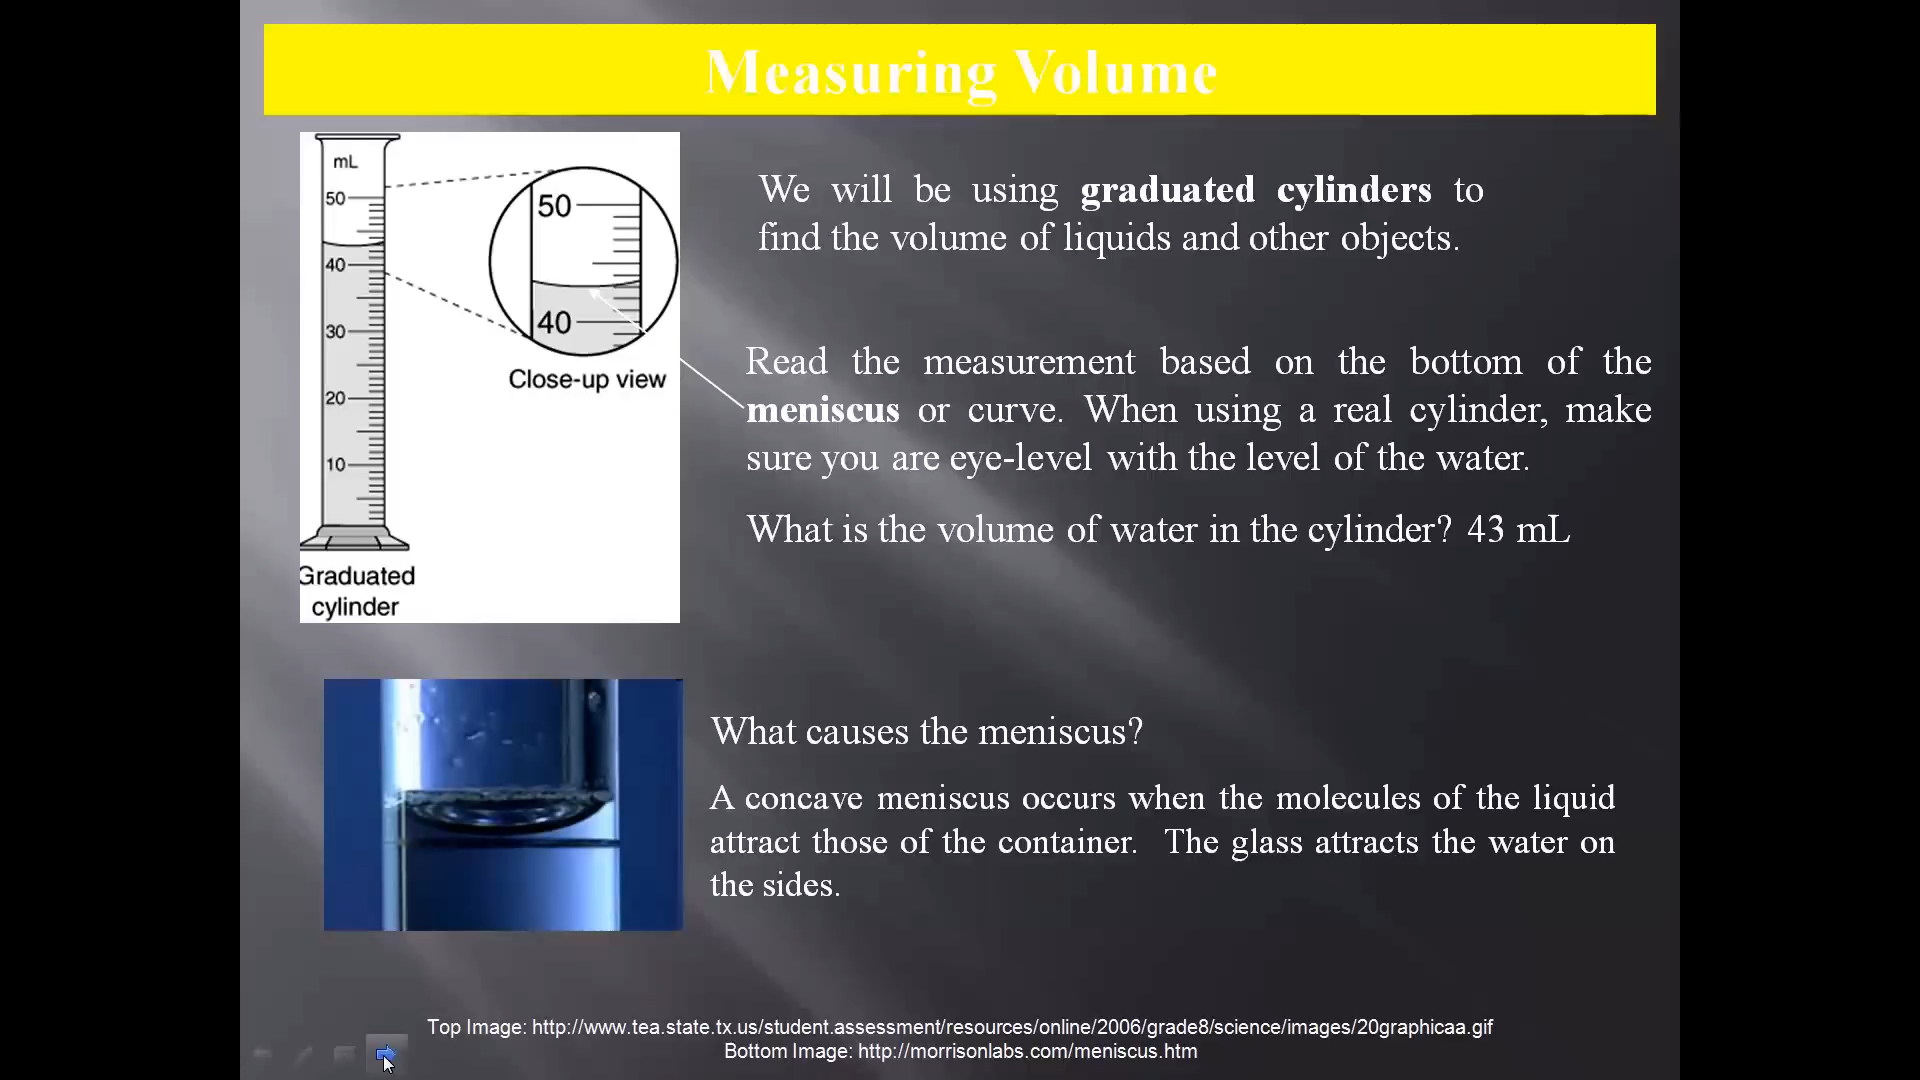 Measuring Volume
mL
50
40
30
20
10
Graduated
cylinder
50
40
Close-up view
We will be using graduated cylinders to
find the volume of liquids and other objects.
Read the measurement based on the bottom of the
meniscus or curve. When using a real cylinder, make
sure you are eye-level with the level of the water.
What is the volume of water in the cylinder? 43 mL
What causes the meniscus?
A concave meniscus occurs when the molecules of the liquid
attract those of the container. The glass attracts the water on
the sides.
Top Image: http://www.tea.state.tx.us/student.assessment/resources/online/2006/grade8/science/images/20graphicaa.gif
Bottom Image: http://morrisonlabs.com/meniscus.htm